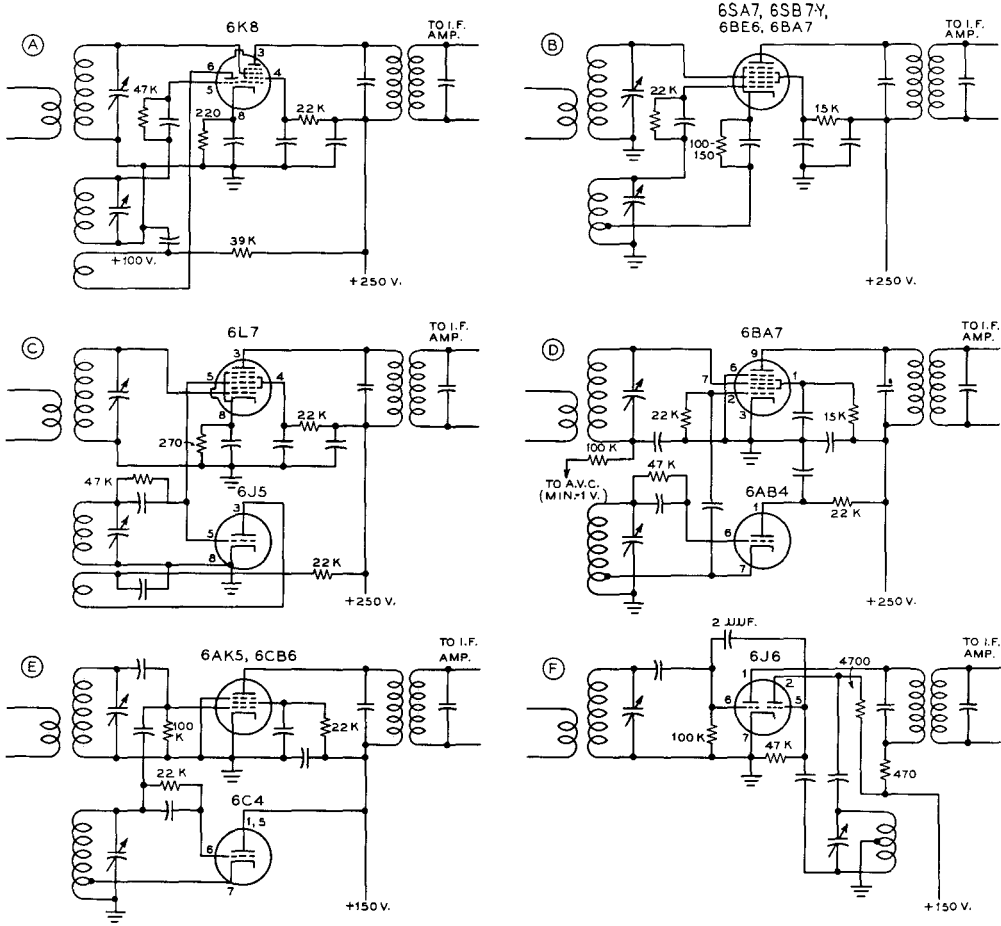 A
6K8
TO I.F.
AMP.
3
6
5
4
47K
22K
220
8
39K
+100 V.
+250 V.
B
6SA7, 6SB7-Y,
6BE6, 6BA7
TO I.F.
AMP.
22K
15K
100-
150
+250 V.
C
6L7
TO I.F.
AMP.
3
5
4
8
22K
270
47K
6J5
3
5
8
22K
+250V.
D
6BA7
TO I.F.
AMP.
9
6
7
1
2
3
22K
15K
100K
TO A.V.C.
(MIN.-1 V.)
47K
6AB4
1
22K
6
7
+250V.
E
6AK5, 6CB6
TO I.F.
AMP.
100
K
22K
22K
6C4
1,5
6
7
+150 V.
F
2 µµF.
6J6
TO I.F.
AMP.
4700
1
2
6
5
7
100K
47K
470
+150 V.